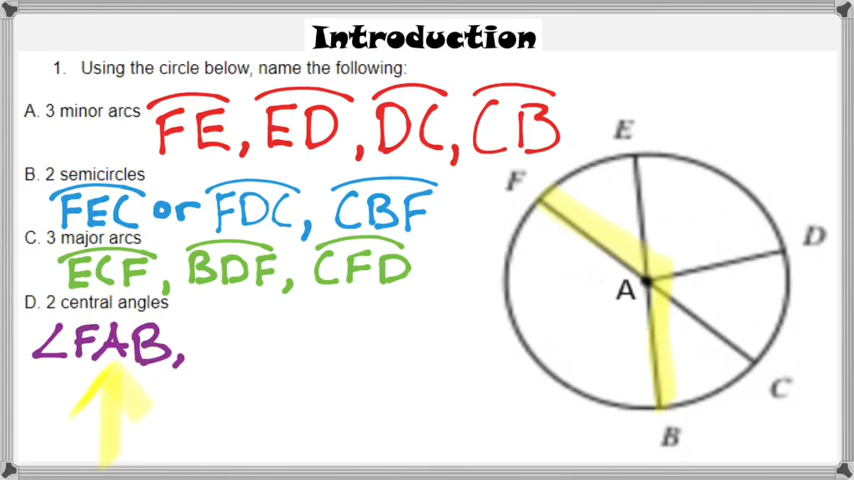 Introduction
1. Using the circle below, name the following:
A. 3 minor arcs FE, ED, DC, CB
B. 2 semicircles
FEC or FDC, CBF
C. 3 major arcs
ECF, BDF, CFD
D. 2 central angles
∠FAB,
E
F
D
A
C
B